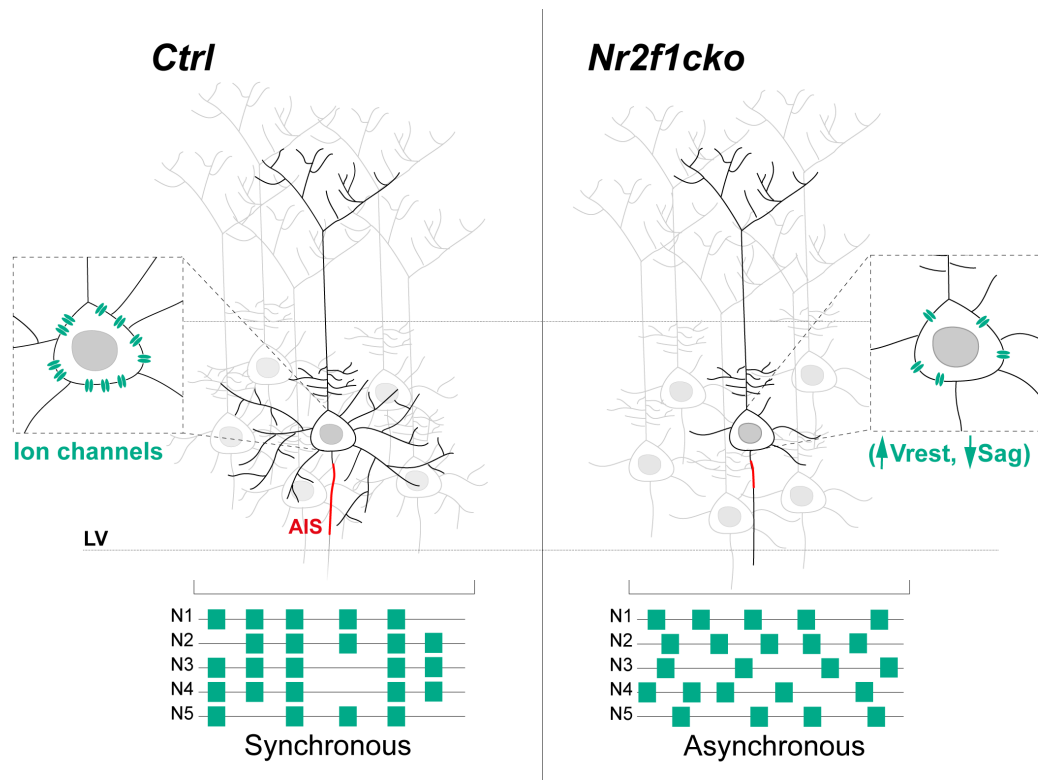 Ctrl
Nr2f1cko
Ion channels
(↑Vrest, ↓Sag)
AIS
LV
N1
N2
N3
N4
N5
Synchronous
N1
N2
N3
N4
N5
Asynchronous